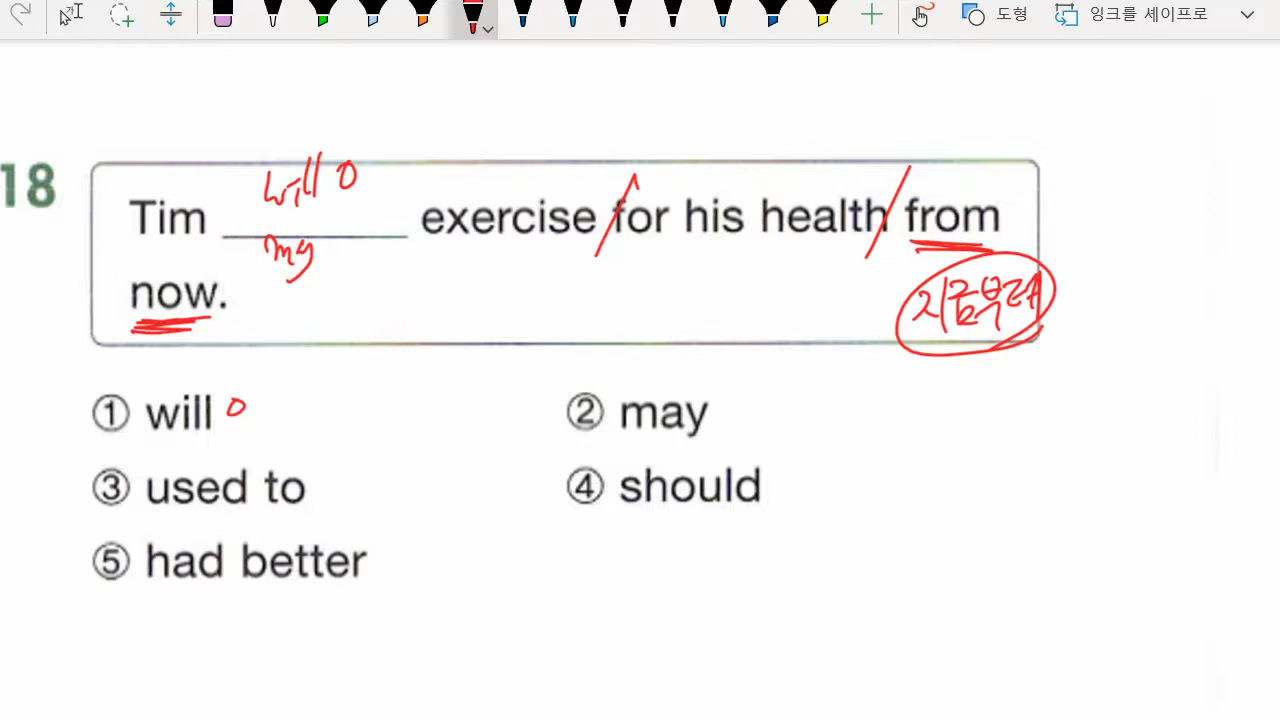 도형
잉크를 셰이프로
18
will o
Tim ________ exercise for his health from
may
now.
지금부터
① will o
② may
③ used to
④ should
⑤ had better